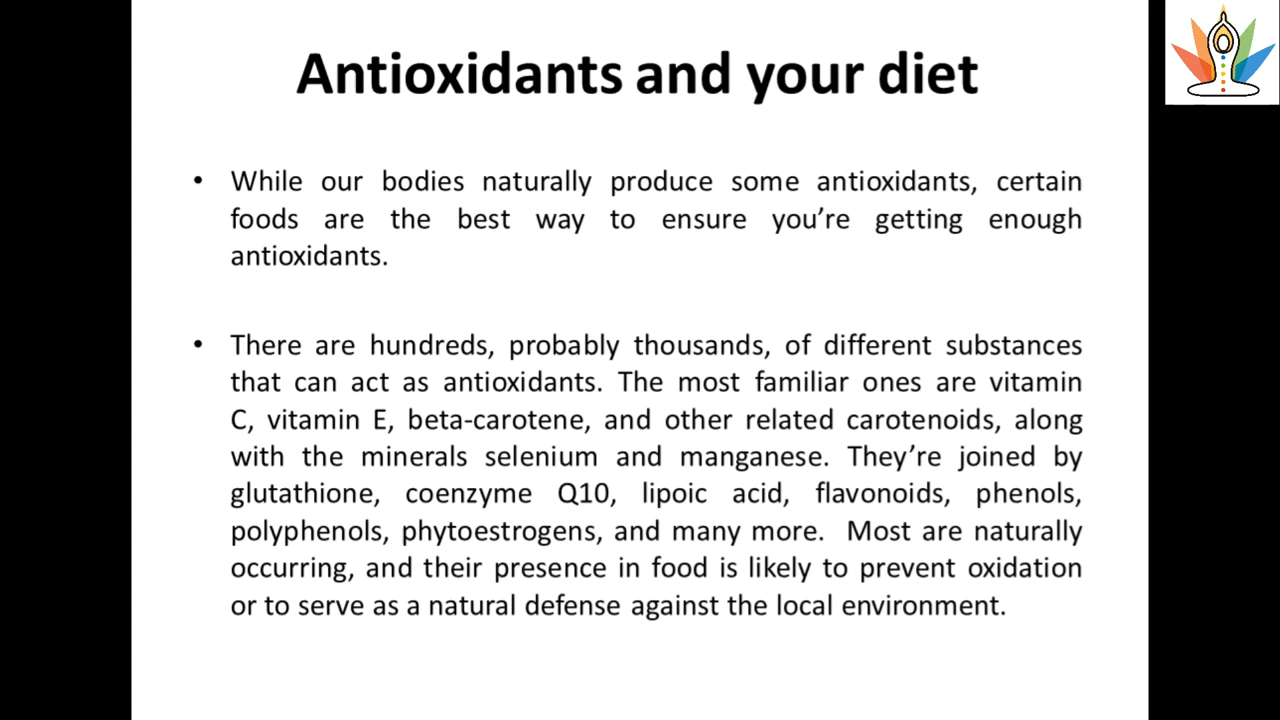 Antioxidants and your diet
• While our bodies naturally produce some antioxidants, certain
foods are the best way to ensure you’re getting enough
antioxidants.
• There are hundreds, probably thousands, of different substances
that can act as antioxidants. The most familiar ones are vitamin
C, vitamin E, beta-carotene, and other related carotenoids, along
with the minerals selenium and manganese. They’re joined by
glutathione, coenzyme Q10, lipoic acid, flavonoids, phenols,
polyphenols, phytoestrogens, and many more.  Most are naturally
occurring, and their presence in food is likely to prevent oxidation
or to serve as a natural defense against the local environment.